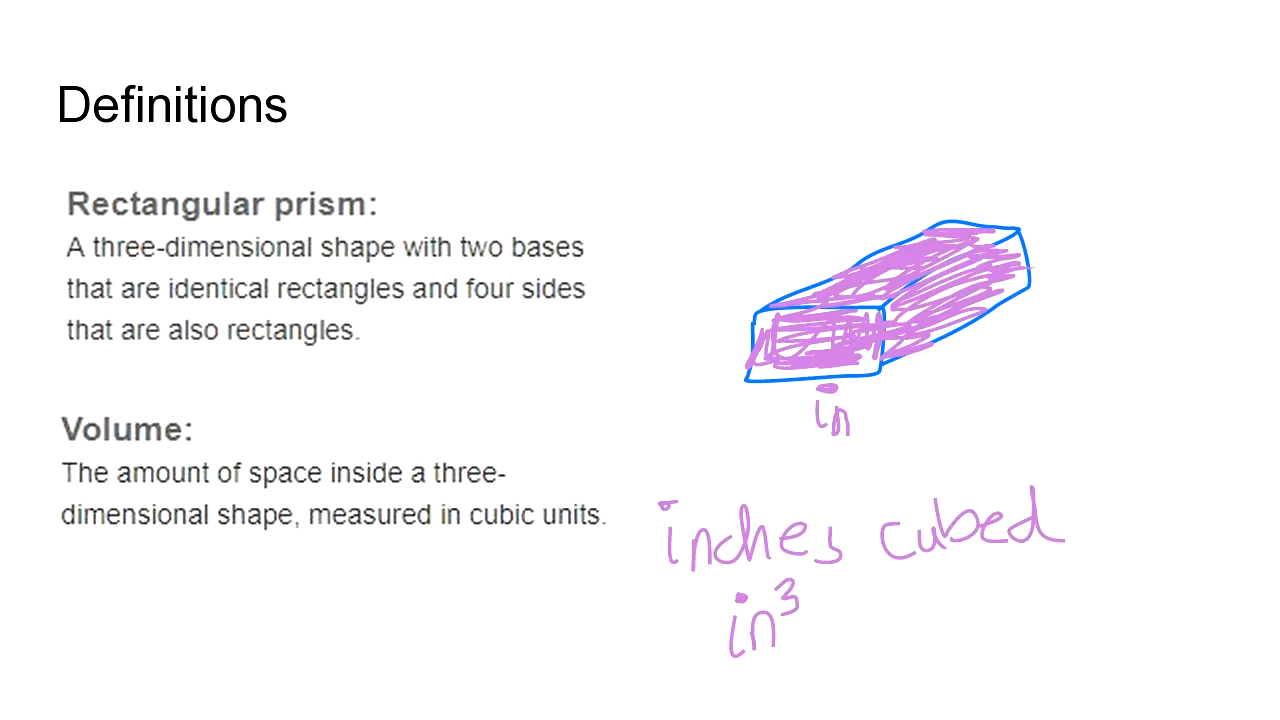 Definitions
Rectangular prism:
A three-dimensional shape with two bases
that are identical rectangles and four sides
that are also rectangles.
Volume:
The amount of space inside a three-
dimensional shape, measured in cubic units.
in
inches cubed
in³